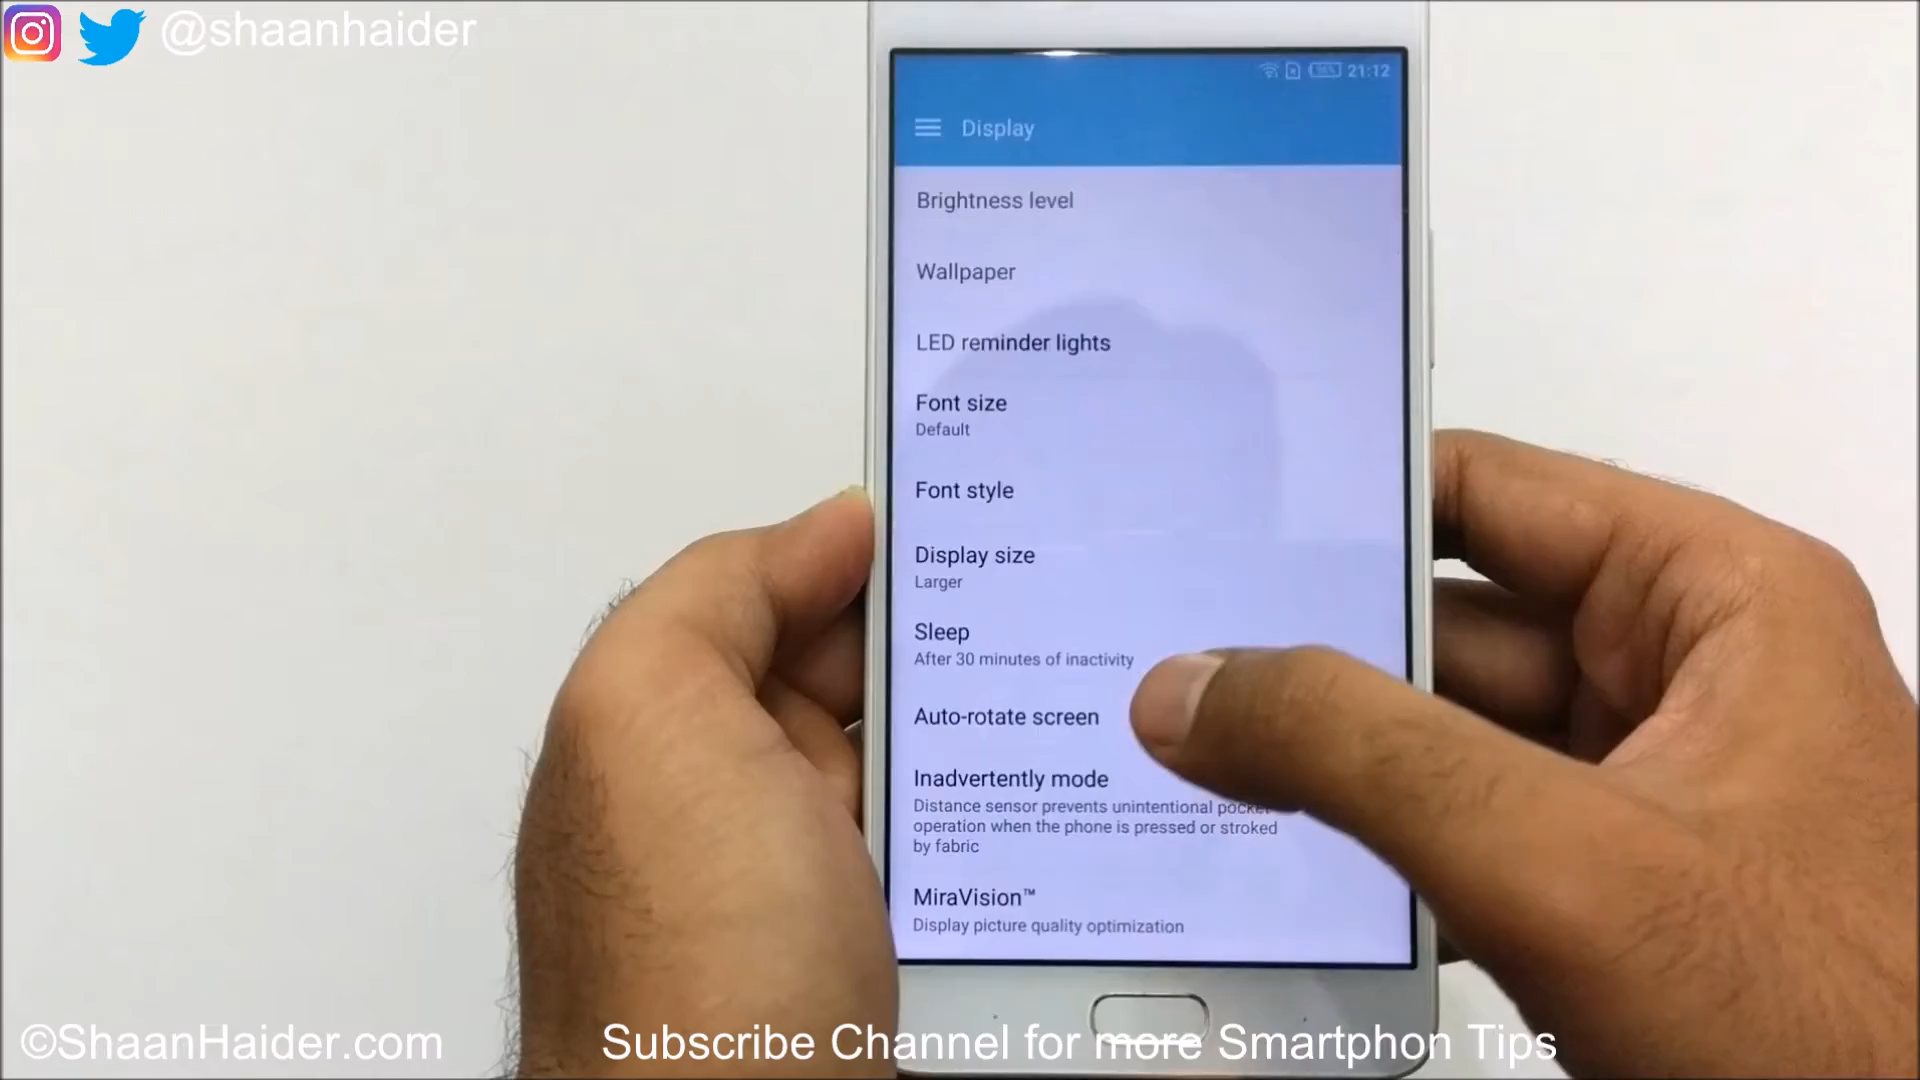 @shaanhaider
21:12
Display
Brightness level
Wallpaper
LED reminder lights
Font size
Default
Font style
Display size
Larger
Sleep
After 30 minutes of inactivity
Auto-rotate screen
Inadvertently mode
Distance sensor prevents unintentional pocket
operation when the phone is pressed or stroked
by fabric
MiraVision™
Display picture quality optimization
©ShaanHaider.com
Subscribe Channel for more Smartphon Tips